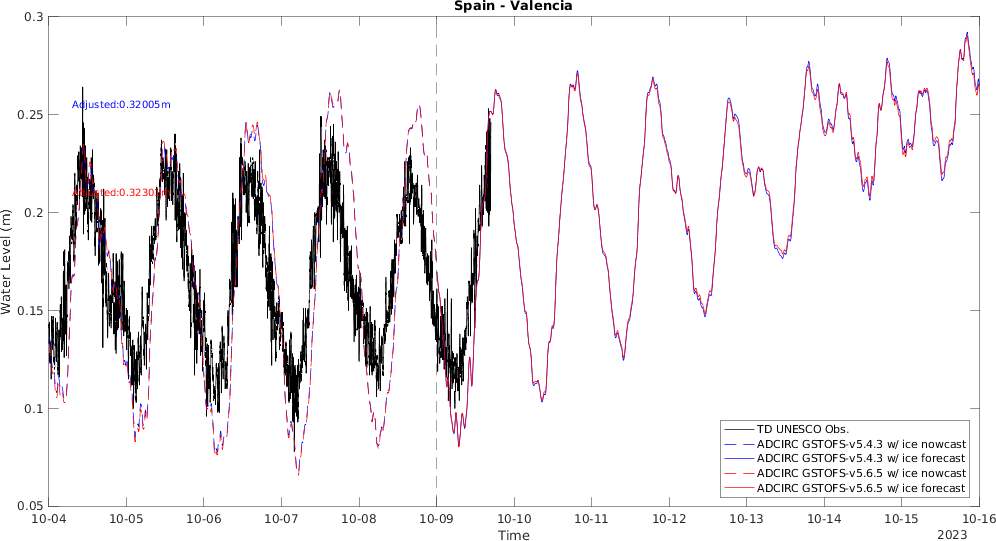 Spain - Valencia
0.3
0.25
0.2
0.15
0.1
0.05
Water Level (m)
Adjusted:0.32005m
TD UNESCO Obs.
ADCIRC GSTOFS-v5.4.3 w/ ice nowcast
ADCIRC GSTOFS-v5.4.3 w/ ice forecast
ADCIRC GSTOFS-v5.6.5 w/ ice nowcast
ADCIRC GSTOFS-v5.6.5 w/ ice forecast
10-04 10-05 10-06 10-07 10-08 10-09 10-10 10-11 10-12 10-13 10-14 10-15 10-16
Time
2023